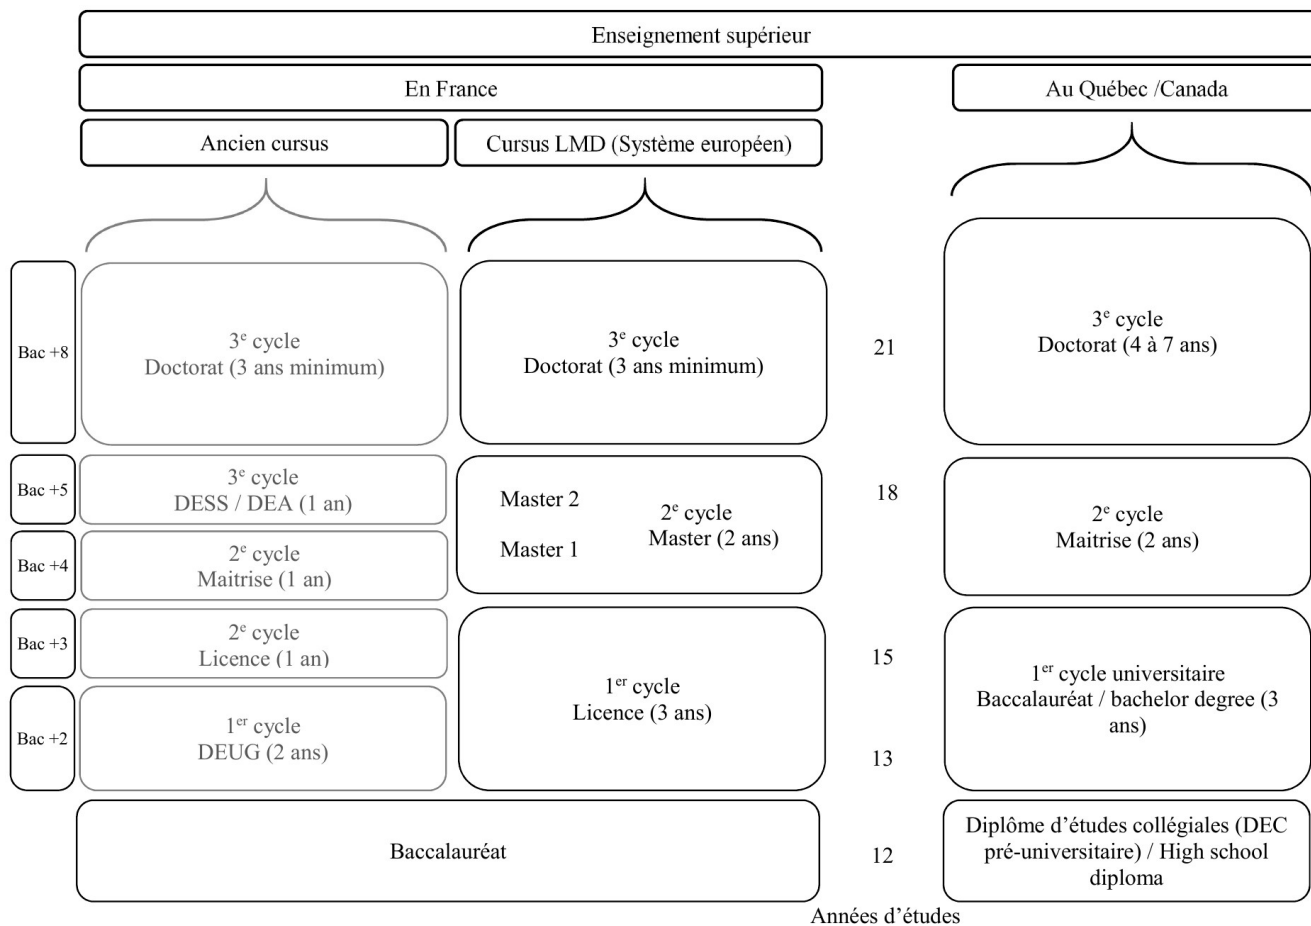 Enseignement supérieur
En France
Au Québec /Canada
Ancien cursus
Cursus LMD (Système européen)
Bac +8
3e cycle
Doctorat (3 ans minimum)
3e cycle
Doctorat (3 ans minimum)
21
3e cycle
Doctorat (4 à 7 ans)
Bac +5
3e cycle
DESS / DEA (1 an)
Master 2
Master 1
2e cycle
Master (2 ans)
18
2e cycle
Maitrise (2 ans)
Bac +4
2e cycle
Maitrise (1 an)
Bac +3
2e cycle
Licence (1 an)
1er cycle
Licence (3 ans)
15
1er cycle universitaire
Baccalauréat / bachelor degree (3
ans)
Bac +2
1er cycle
DEUG (2 ans)
13
Baccalauréat
12
Diplôme d’études collégiales (DEC
pré-universitaire) / High school
diploma
Années d’études